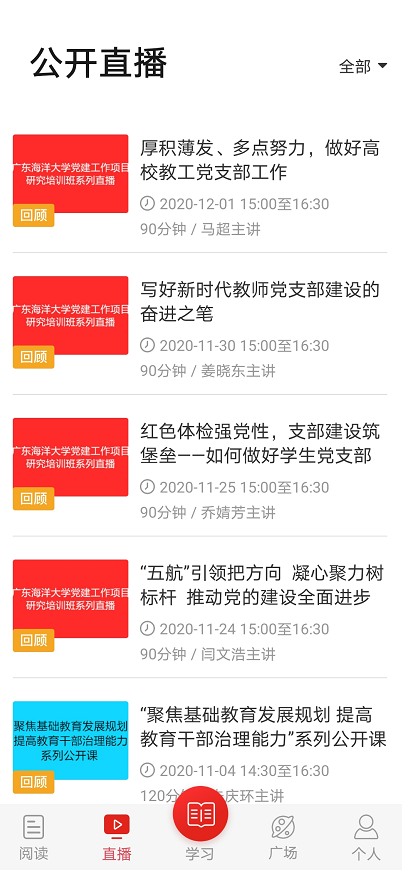 公开直播
全部
广东海洋大学党建工作项目
研究培训班系列直播
回顾
厚积薄发、多点努力，做好高
校教工党支部工作
2020-12-01 15:00至16:30
90分钟 / 马超主讲
广东海洋大学党建工作项目
研究培训班系列直播
回顾
写好新时代教师党支部建设的
奋进之笔
2020-11-30 15:00至16:30
90分钟 / 姜晓东主讲
广东海洋大学党建工作项目
研究培训班系列直播
回顾
红色体检强党性，支部建设筑
堡垒——如何做好学生党支部
2020-11-25 15:00至16:30
90分钟 / 乔婧芳主讲
广东海洋大学党建工作项目
研究培训班系列直播
回顾
“五航”引领把方向 凝心聚力树
标杆 推动党的建设全面进步
2020-11-24 15:00至16:30
90分钟 / 闫文浩主讲
聚焦基础教育发展规划
提高教育干部治理能力
系列公开课
回顾
“聚焦基础教育发展规划 提高
教育干部治理能力”系列公开课
2020-11-04 14:30至16:30
120分 庆环主讲
阅读
直播
学习
广场
个人